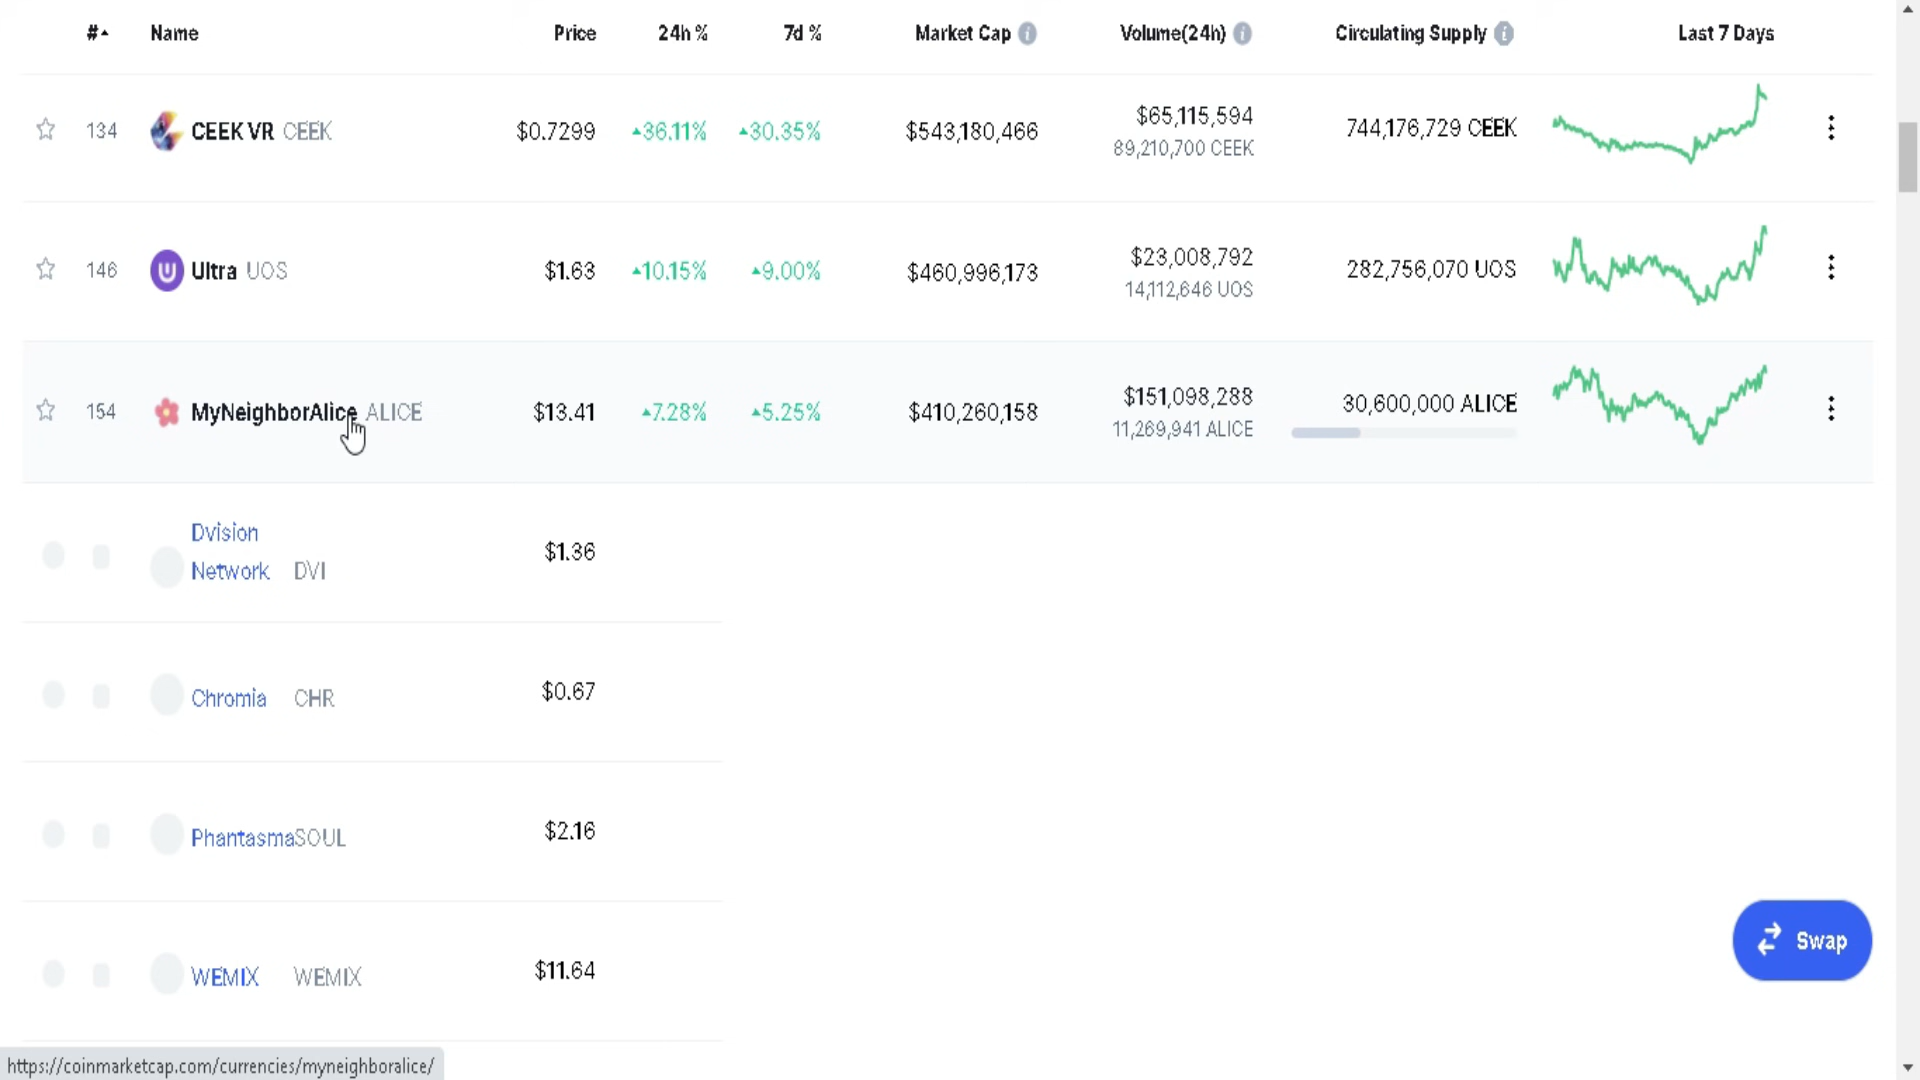 # Name Price 24h % 7d % Market Cap Volume(24h) Circulating Supply Last 7 Days
134 CEEK VR CEEK $0.7299 36.11% 30.35% $543,180,466 $65,115,594 744,176,729 CEEK
89,210,700 CEEK
146 Ultra UOS $1.63 10.15% 9.00% $460,996,173 $23,008,792 282,756,070 UOS
14,112,646 UOS
154 MyNeighborAlice ALICE $13.41 7.28% 5.25% $410,260,158 $151,098,288 30,600,000 ALICE
11,269,941 ALICE
Dvision
Network DVI $1.36
Chromia CHR $0.67
Phantasma SOUL $2.16
WEMIX WEMIX $11.64
Swap
https://coinmarketcap.com/currencies/myneighboralice/